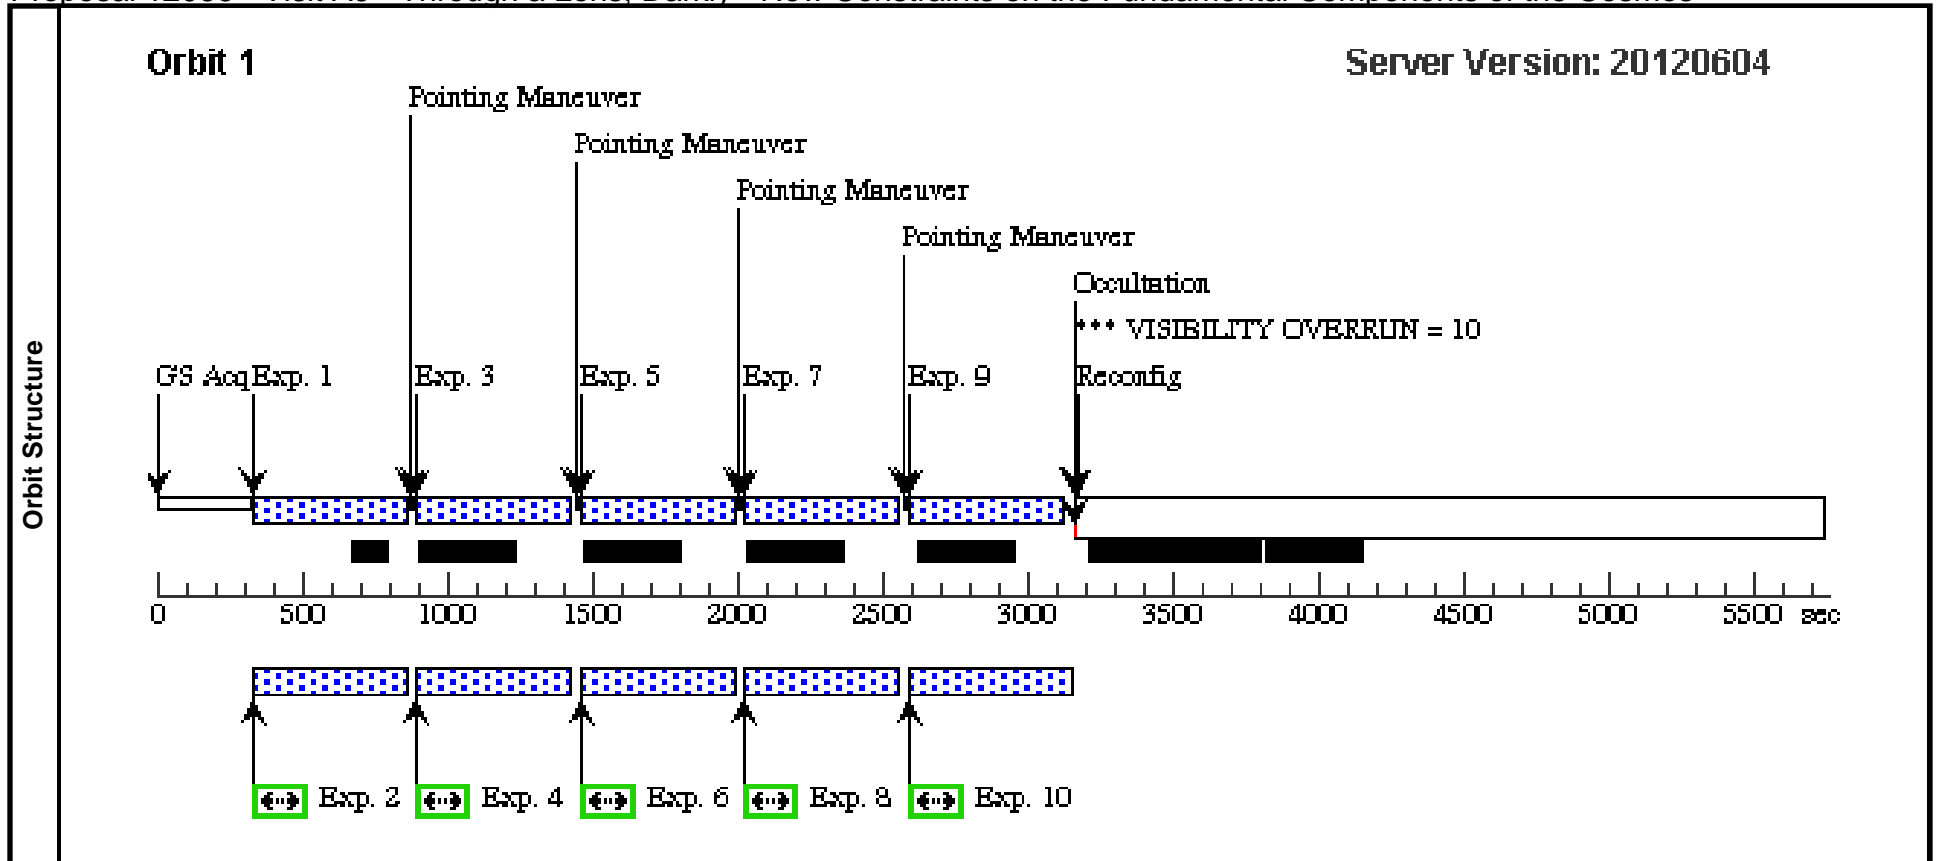 Orbit 1
Server Version: 20120604
Pointing Maneuver
Pointing Maneuver
Pointing Maneuver
Pointing Maneuver
Occultation
*** VISIBILITY OVERRUN = 10
GS Acq Exp. 1 Exp. 3 Exp. 5 Exp. 7 Exp. 9 Reconfig
Orbit Structure
0 500 1000 1500 2000 2500 3000 3500 4000 4500 5000 5500 sec
Exp. 2 Exp. 4 Exp. 6 Exp. 8 Exp. 10